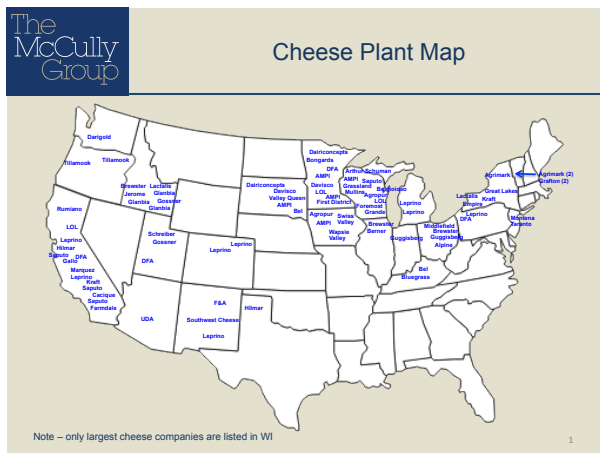 The
McCully
Group
Cheese Plant Map
Darigold
Tillamook
Tillamook
Brewster
Lactalis
Jerome
Glanbia
Glanbia
Gossner
Glanbia
Rumiano
LOL
Leprino
Hilmar
Saputo
DFA
Gallo
Marquez
Leprino
Kraft
Saputo
Cacique
Saputo
Farmdale
Schreiber
Gossner
DFA
UDA
Leprino
Leprino
F&A
Southwest Cheese
Leprino
Hilmar
Dairiconcepts
Davisco
Valley Queen
AMPI
Bel
Dairiconcepts
Bongards
DFA
AMPI
Davisco
LOL
AMPI
First District
Agropur
AMPI
Swiss
Valley
Wapsie
Valley
Arthur Schuman
AMPI
Saputo
Grassland
Mullins
Belgioioso
Agropur
LOL
Foremost
Grande
Brewster
Berner
Leprino
Leprino
Guggisberg
Middlefield
Brewster
Guggisberg
Alpine
Bel
Bluegrass
Agrimark
Great Lakes
Lactalis
Kraft
Empire
Leprino
DFA
Agrimark (2)
Grafton (2)
Montena
Taranto
Note – only largest cheese companies are listed in WI
1